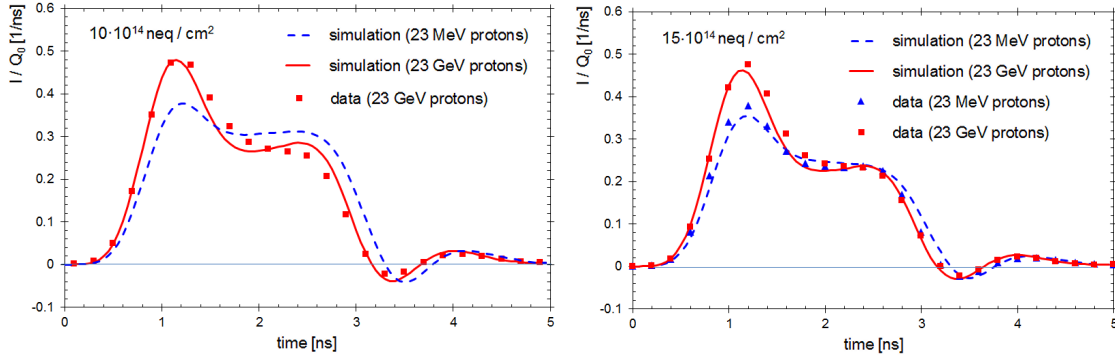 I / Q₀ [1/ns]
0.6
0.5
0.4
0.3
0.2
0.1
0
-0.1
10·10¹⁴ neq / cm²
simulation (23 MeV protons)
simulation (23 GeV protons)
data (23 GeV protons)
0 1 2 3 4 5
time [ns]
I / Q₀ [1/ns]
0.6
0.5
0.4
0.3
0.2
0.1
0
-0.1
15·10¹⁴ neq / cm²
simulation (23 MeV protons)
simulation (23 GeV protons)
data (23 MeV protons)
data (23 GeV protons)
0 1 2 3 4 5
time [ns]